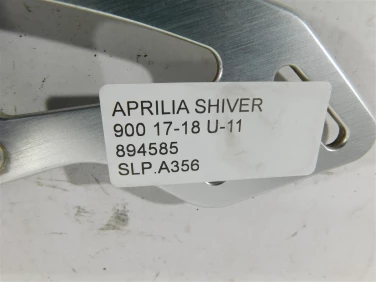 APRILIA SHIVER
900 17-18 U-11
894585
SLP.A356